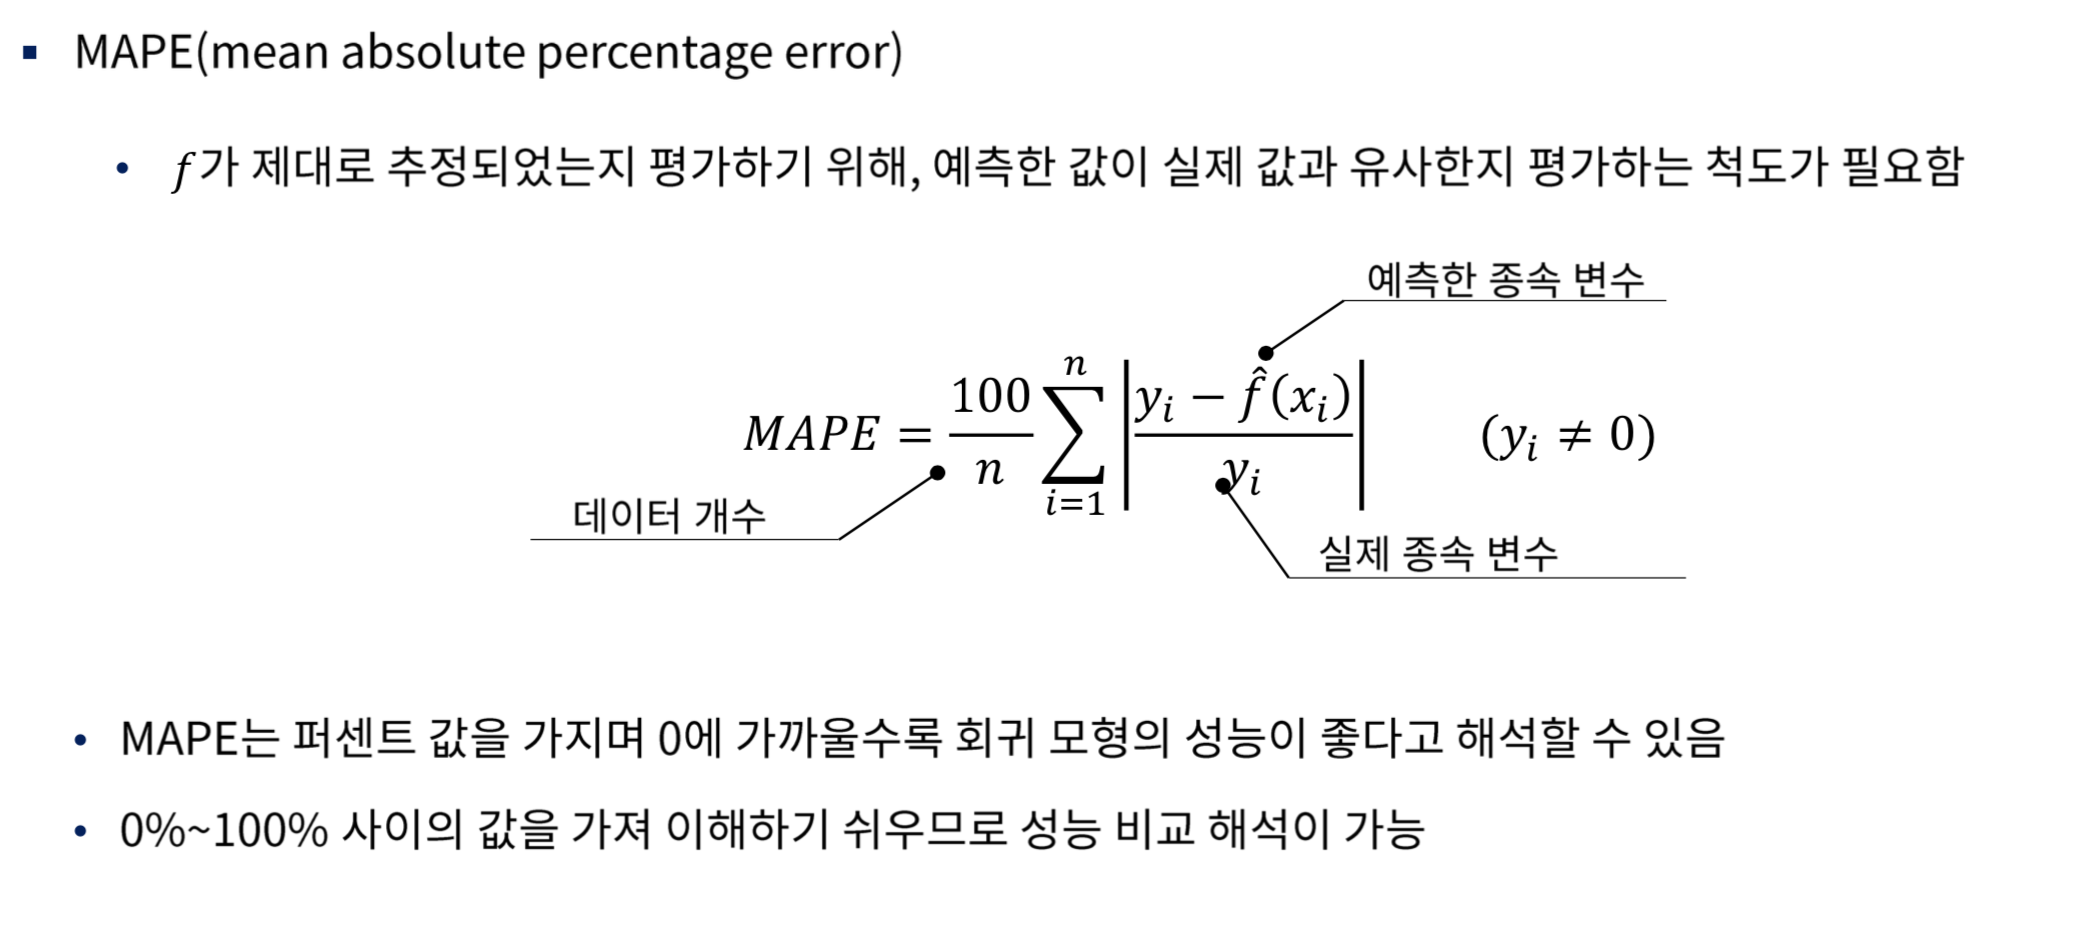 ▪ MAPE(mean absolute percentage error)
• f가 제대로 추정되었는지 평가하기 위해, 예측한 값이 실제 값과 유사한지 평가하는 척도가 필요함
예측한 종속 변수
MAPE = \frac{100}{n} \sum_{i=1}^{n} \left| \frac{y_i - \hat{f}(x_i)}{y_i} \right| (y_i ≠ 0)
데이터 개수
실제 종속 변수
• MAPE는 퍼센트 값을 가지며 0에 가까울수록 회귀 모형의 성능이 좋다고 해석할 수 있음
• 0%~100% 사이의 값을 가져 이해하기 쉬우므로 성능 비교 해석이 가능